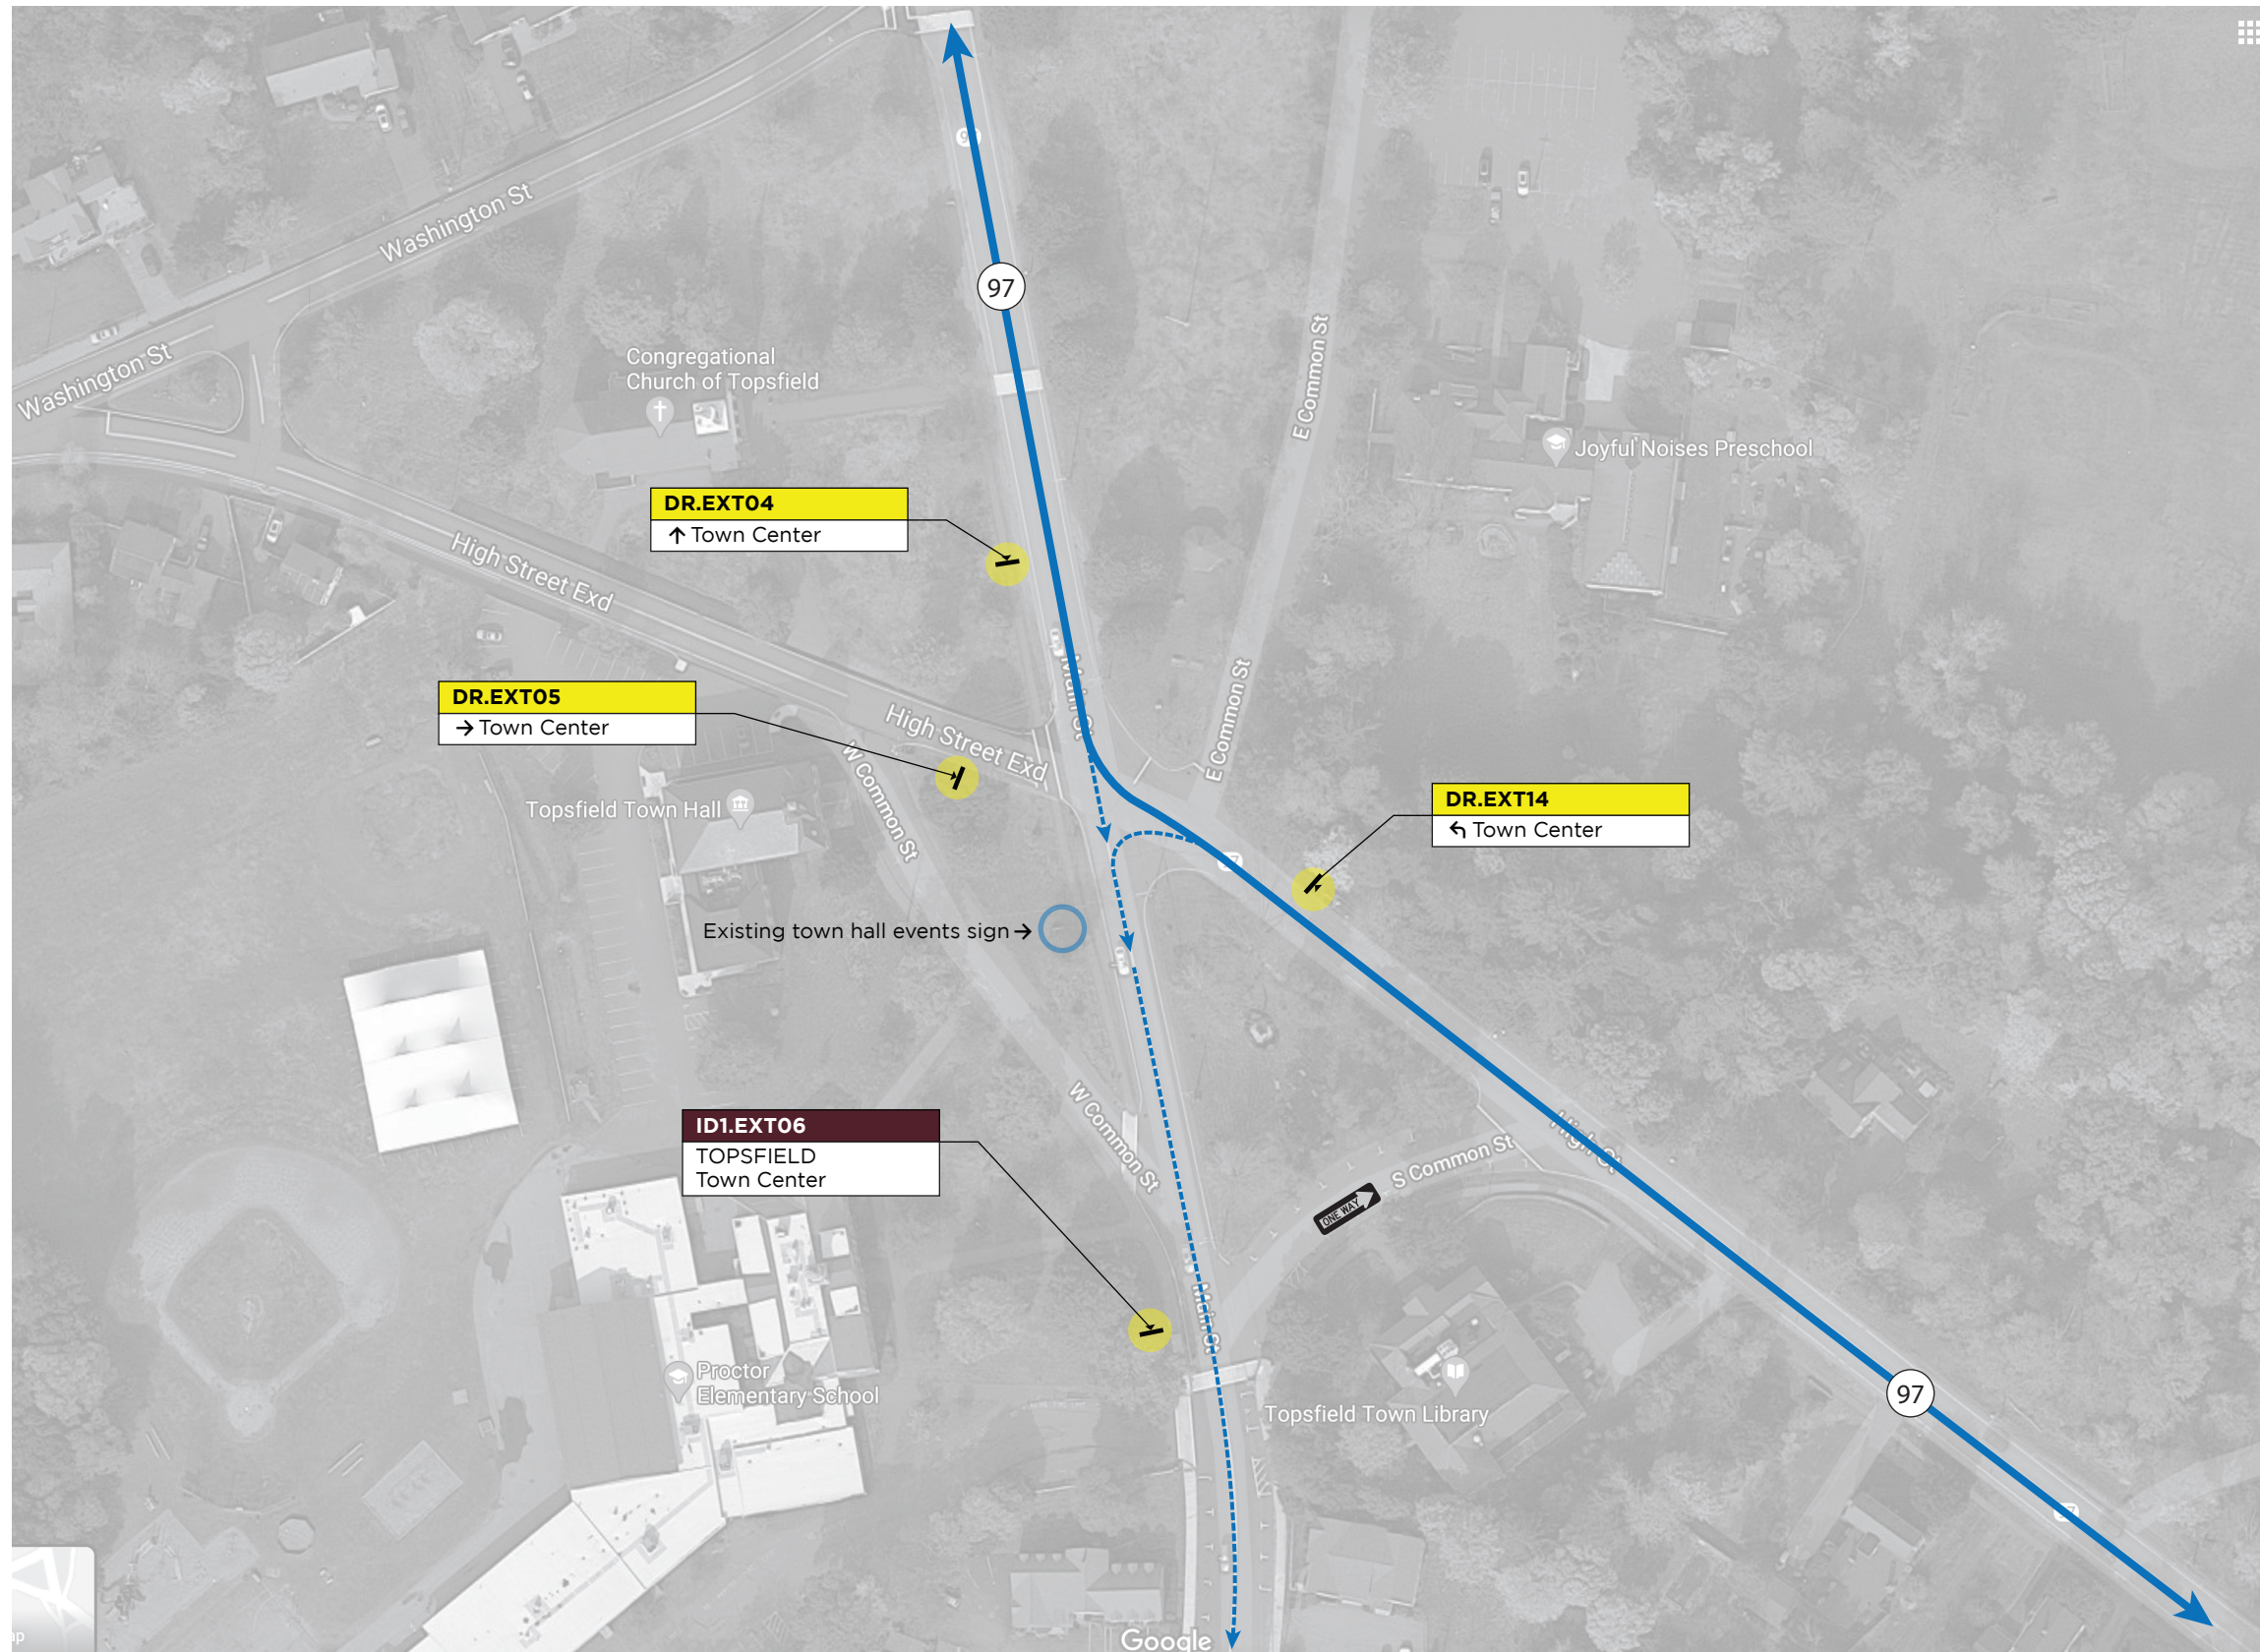 97
Washington St
Washington St
Congregational
Church of Topsfield
E Common St
Joyful Noises Preschool
DR.EXT04
↑ Town Center
High Street Exd
Main St
E Common St
DR.EXT05
→ Town Center
High Street Exd
W Common St
Topsfield Town Hall
DR.EXT14
↰ Town Center
97
Existing town hall events sign →
W Common St
ID1.EXT06
TOPSFIELD
Town Center
S Common St
High St
ONE WAY
Main St
Proctor
Elementary School
97
Topsfield Town Library
97
Google